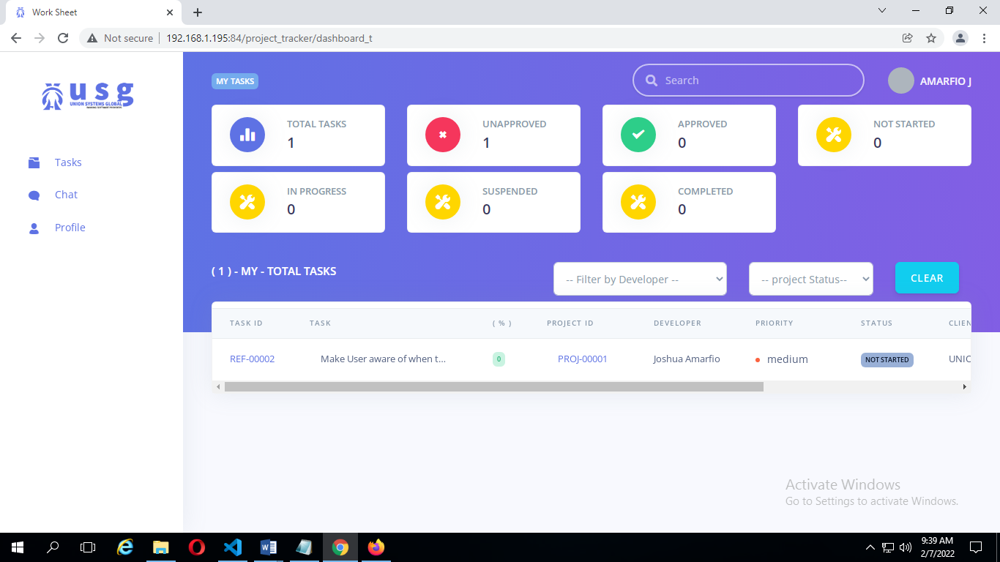 Work Sheet
Not secure 192.168.1.195:84/project_tracker/dashboard_t
usg
UNION SYSTEMS GLOBAL
MY TASKS
Search
AMARFIO J
Tasks
Chat
Profile
TOTAL TASKS
1
UNAPPROVED
1
APPROVED
0
NOT STARTED
0
IN PROGRESS
0
SUSPENDED
0
COMPLETED
0
( 1 ) - MY - TOTAL TASKS
-- Filter by Developer --
-- project Status--
CLEAR
TASK ID TASK ( % ) PROJECT ID DEVELOPER PRIORITY STATUS CLIEN
REF-00002 Make User aware of when t... 0 PROJ-00001 Joshua Amarfio medium NOT STARTED UNIO
Activate Windows
Go to Settings to activate Windows.
9:39 AM
2/7/2022